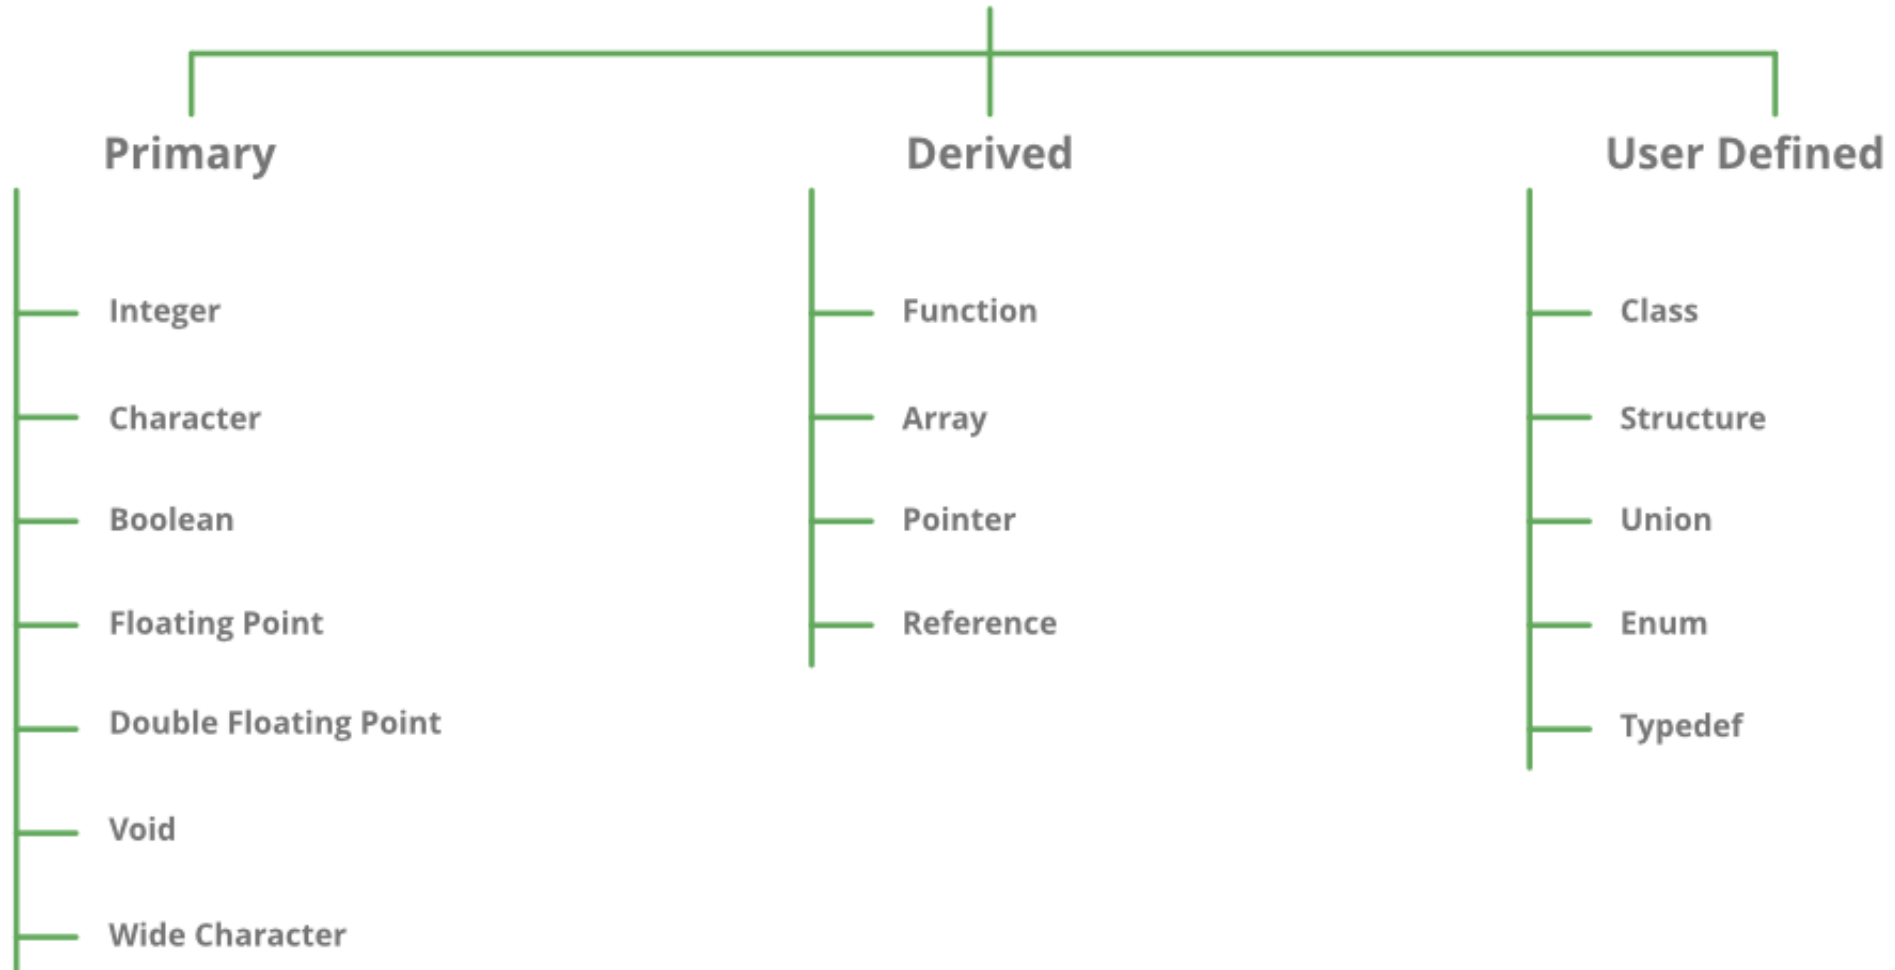 Primary
Integer
Character
Boolean
Floating Point
Double Floating Point
Void
Wide Character
Derived
Function
Array
Pointer
Reference
User Defined
Class
Structure
Union
Enum
Typedef